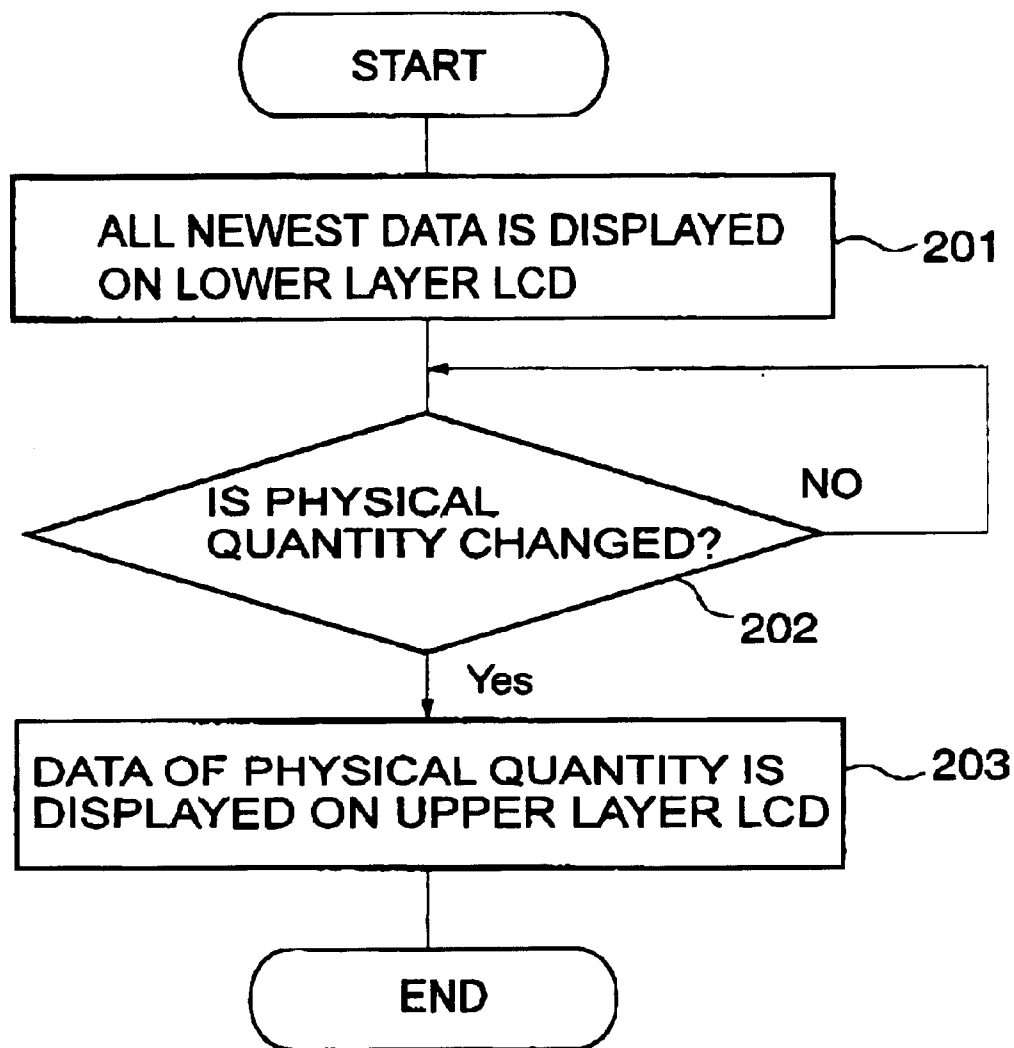 START
ALL NEWEST DATA IS DISPLAYED
ON LOWER LAYER LCD
201
IS PHYSICAL
QUANTITY CHANGED?
NO
202
Yes
DATA OF PHYSICAL QUANTITY IS
DISPLAYED ON UPPER LAYER LCD
203
END